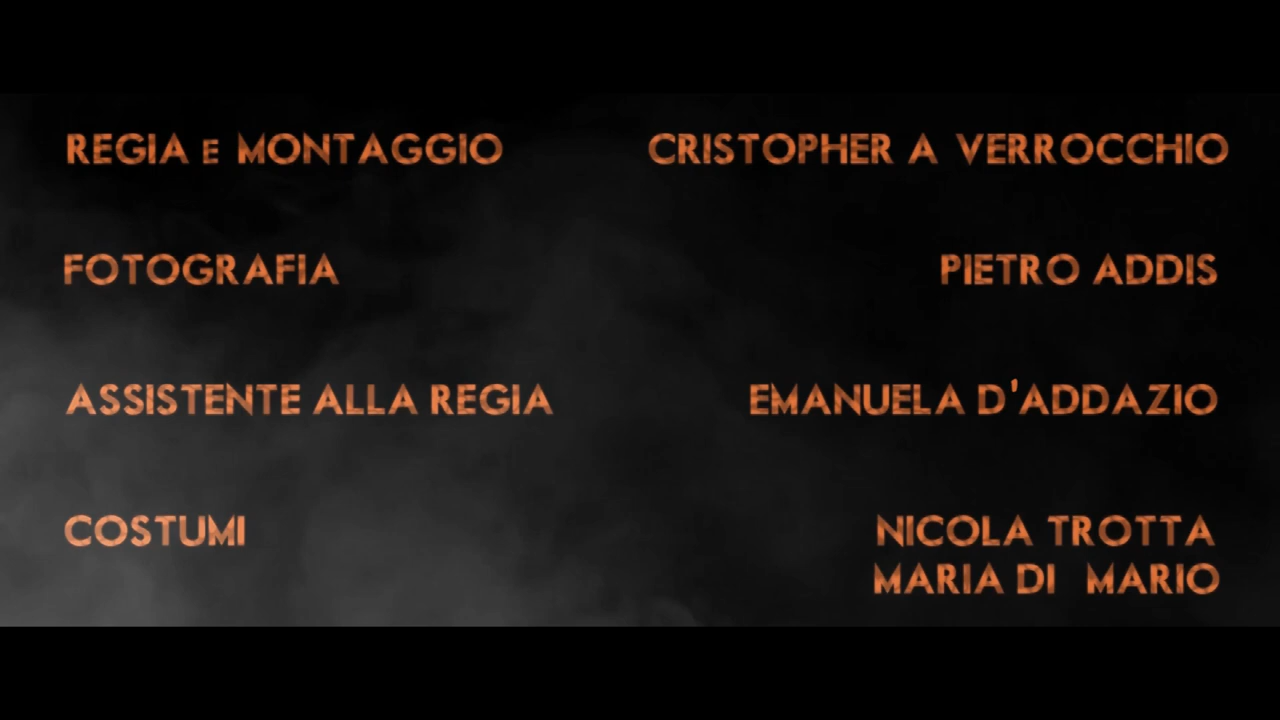 REGIA E MONTAGGIO CRISTOPHER A VERROCCHIO
FOTOGRAFIA PIETRO ADDIS
ASSISTENTE ALLA REGIA EMANUELA D'ADDAZIO
COSTUMI NICOLA TROTTA
MARIA DI MARIO